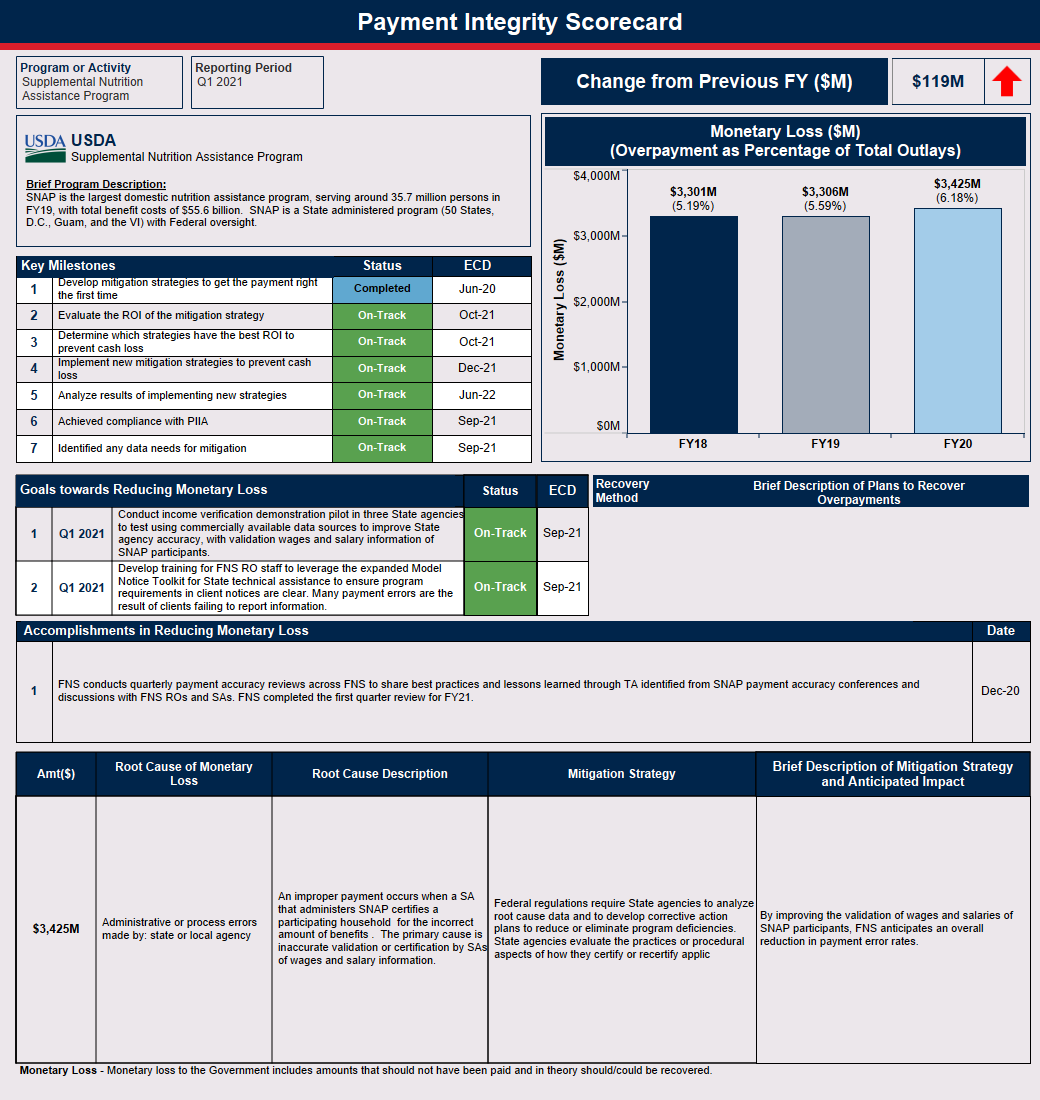 Payment Integrity Scorecard
Program or Activity
Supplemental Nutrition
Assistance Program
Reporting Period
Q1 2021
Change from Previous FY ($M)
$119M
USDA
USDA
Supplemental Nutrition Assistance Program
Brief Program Description:
SNAP is the largest domestic nutrition assistance program, serving around 35.7 million persons in
FY19, with total benefit costs of $55.6 billion.  SNAP is a State administered program (50 States,
D.C., Guam, and the VI) with Federal oversight.
Monetary Loss ($M)
(Overpayment as Percentage of Total Outlays)
Monetary Loss ($M)
$4,000M
$3,000M
$2,000M
$1,000M
$0M
$3,301M
(5.19%)
$3,306M
(5.59%)
$3,425M
(6.18%)
FY18
FY19
FY20
Key Milestones Status ECD
1 Develop mitigation strategies to get the payment right
the first time Completed Jun-20
2 Evaluate the ROI of the mitigation strategy On-Track Oct-21
3 Determine which strategies have the best ROI to
prevent cash loss On-Track Oct-21
4 Implement new mitigation strategies to prevent cash
loss On-Track Dec-21
5 Analyze results of implementing new strategies On-Track Jun-22
6 Achieved compliance with PIIA On-Track Sep-21
7 Identified any data needs for mitigation On-Track Sep-21
Goals towards Reducing Monetary Loss Status ECD
1 Q1 2021 Conduct income verification demonstration pilot in three State agencies
to test using commercially available data sources to improve State
agency accuracy, with validation wages and salary information of
SNAP participants.
On-Track Sep-21
2 Q1 2021 Develop training for FNS RO staff to leverage the expanded Model
Notice Toolkit for State technical assistance to ensure program
requirements in client notices are clear. Many payment errors are the
result of clients failing to report information.
On-Track Sep-21
Recovery
Method
Brief Description of Plans to Recover
Overpayments
Accomplishments in Reducing Monetary Loss Date
1 FNS conducts quarterly payment accuracy reviews across FNS to share best practices and lessons learned through TA identified from SNAP payment accuracy conferences and
discussions with FNS ROs and SAs. FNS completed the first quarter review for FY21.
Dec-20
Amt($)
Root Cause of Monetary
Loss
Root Cause Description
Mitigation Strategy
Brief Description of Mitigation Strategy
and Anticipated Impact
$3,425M
Administrative or process errors
made by: state or local agency
An improper payment occurs when a SA
that administers SNAP certifies a
participating household  for the incorrect
amount of benefits .  The primary cause is
inaccurate validation or certification by SAs
of wages and salary information.
Federal regulations require State agencies to analyze
root cause data and to develop corrective action
plans to reduce or eliminate program deficiencies.
State agencies evaluate the practices or procedural
aspects of how they certify or recertify applic
By improving the validation of wages and salaries of
SNAP participants, FNS anticipates an overall
reduction in payment error rates.
Monetary Loss - Monetary loss to the Government includes amounts that should not have been paid and in theory should/could be recovered.